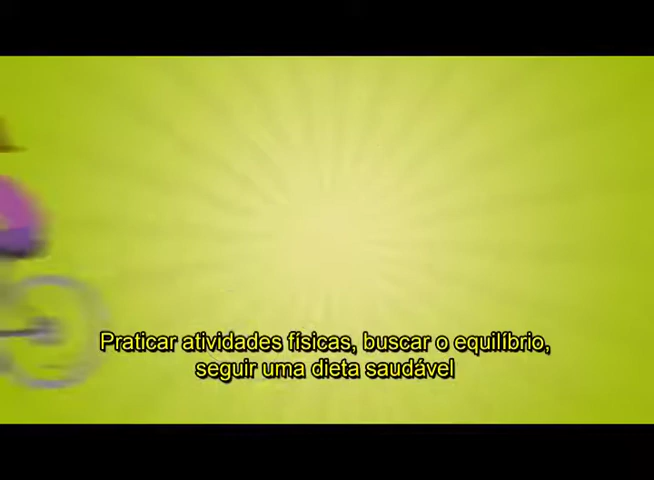 Praticar atividades físicas, buscar o equilíbrio,
seguir uma dieta saudável